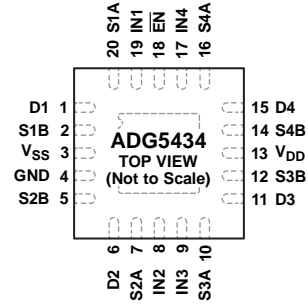 20 S1A
19 IN1
18 EN
17 IN4
16 S4A
D1 1
S1B 2
VSS 3
GND 4
S2B 5
ADG5434
TOP VIEW
(Not to Scale)
15 D4
14 S4B
13 VDD
12 S3B
11 D3
D2 6
S2A 7
IN2 8
IN3 9
S3A 10